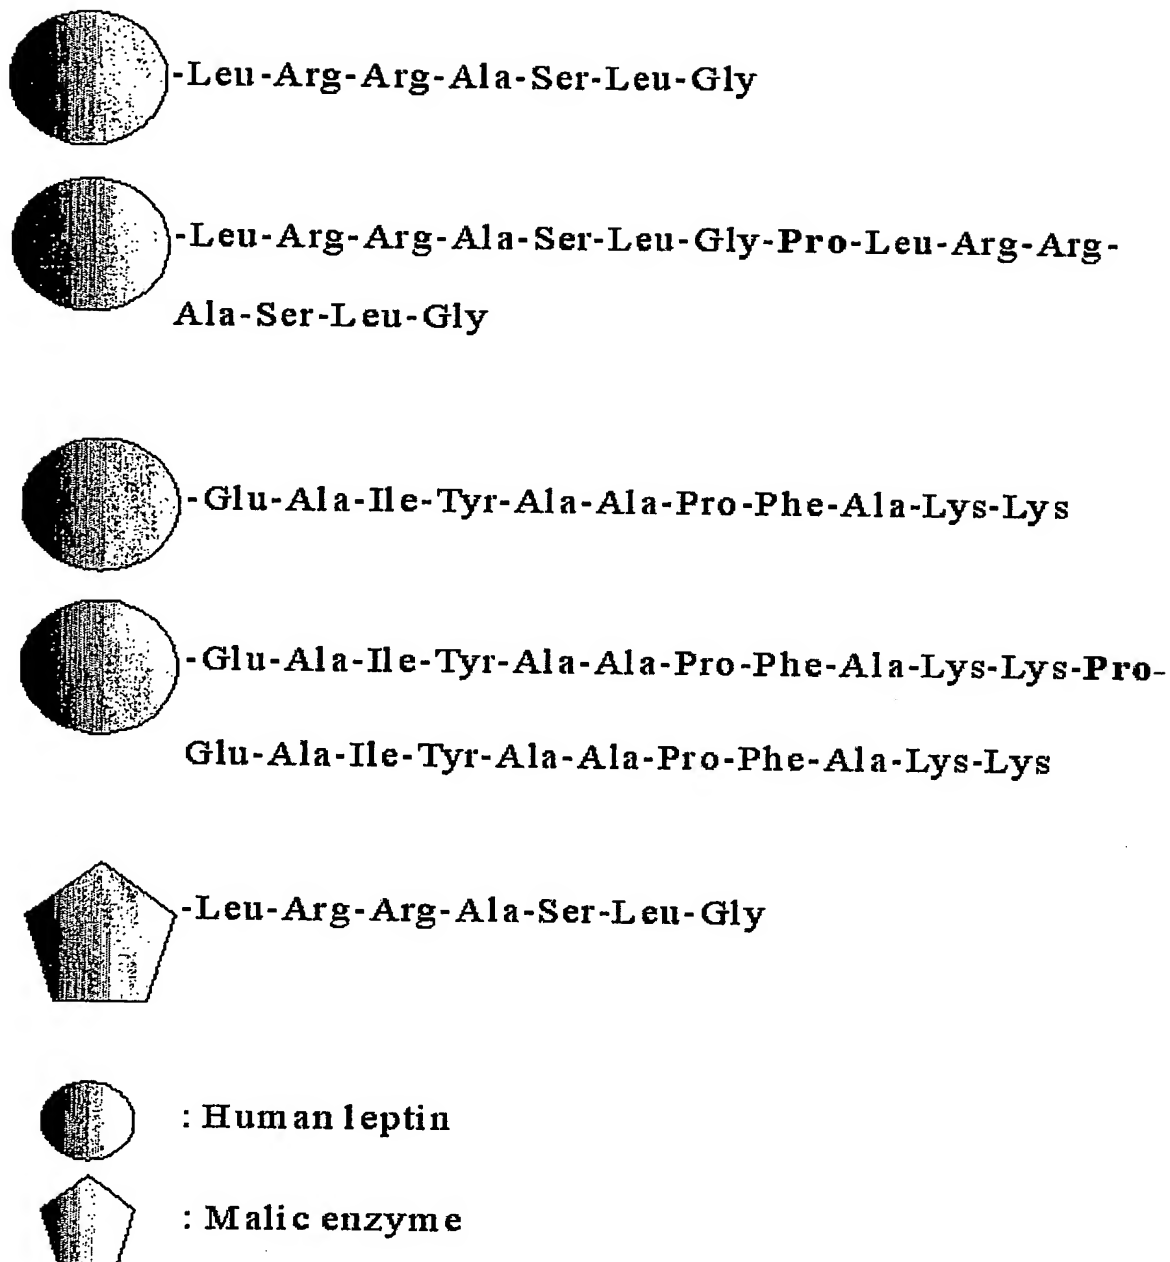 -Leu-Arg-Arg-Ala-Ser-Leu-Gly
-Leu-Arg-Arg-Ala-Ser-Leu-Gly-Pro-Leu-Arg-Arg-
Ala-Ser-Leu-Gly
-Glu-Ala-Ile-Tyr-Ala-Ala-Pro-Phe-Ala-Lys-Lys
-Glu-Ala-Ile-Tyr-Ala-Ala-Pro-Phe-Ala-Lys-Lys-Pro-
Glu-Ala-Ile-Tyr-Ala-Ala-Pro-Phe-Ala-Lys-Lys
-Leu-Arg-Arg-Ala-Ser-Leu-Gly
: Human leptin
: Malic enzyme